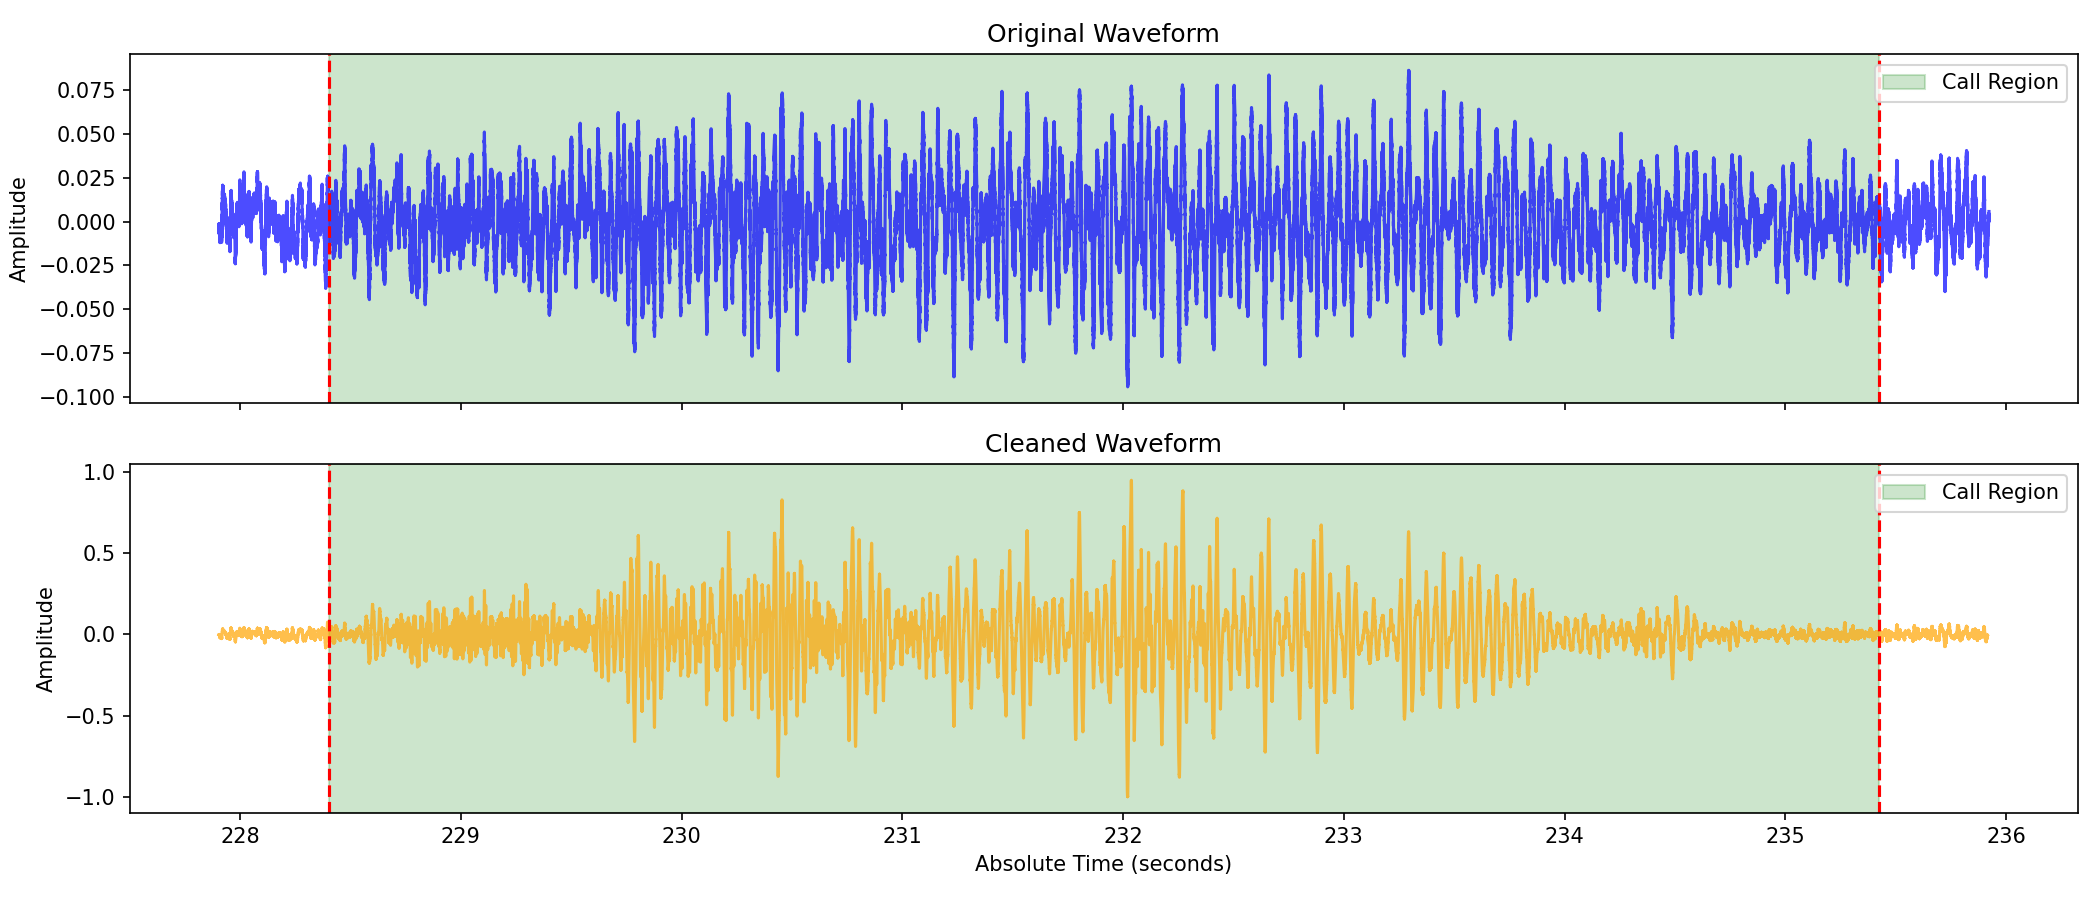 Original Waveform
Amplitude
0.075
0.050
0.025
0.000
−0.025
−0.050
−0.075
−0.100
Call Region
Cleaned Waveform
Amplitude
1.0
0.5
0.0
−0.5
−1.0
Call Region
228 229 230 231 232 233 234 235 236
Absolute Time (seconds)